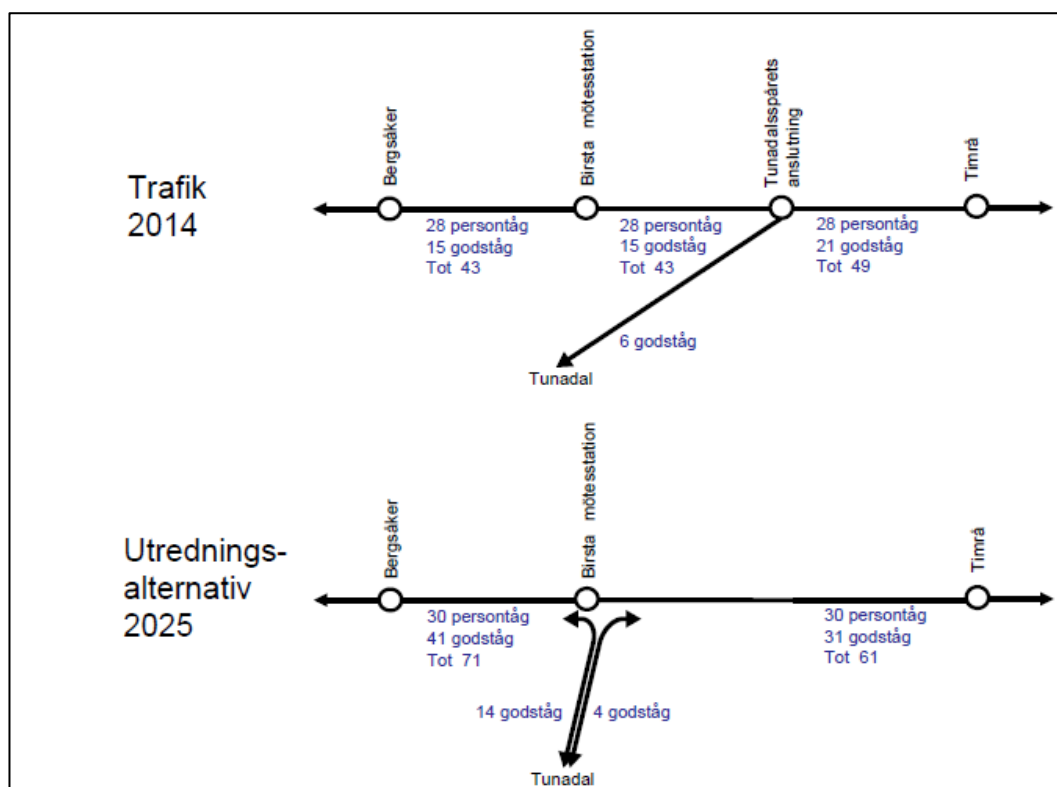 Trafik
2014
Bergsåker
Birsta mötesstation
Tunadalsspårets
anslutning
Timrå
28 persontåg
15 godståg
Tot 43
28 persontåg
15 godståg
Tot 43
28 persontåg
21 godståg
Tot 49
6 godståg
Tunadal
Utrednings-
alternativ
2025
Bergsåker
Birsta mötesstation
Timrå
30 persontåg
41 godståg
Tot 71
30 persontåg
31 godståg
Tot 61
14 godståg
4 godståg
Tunadal